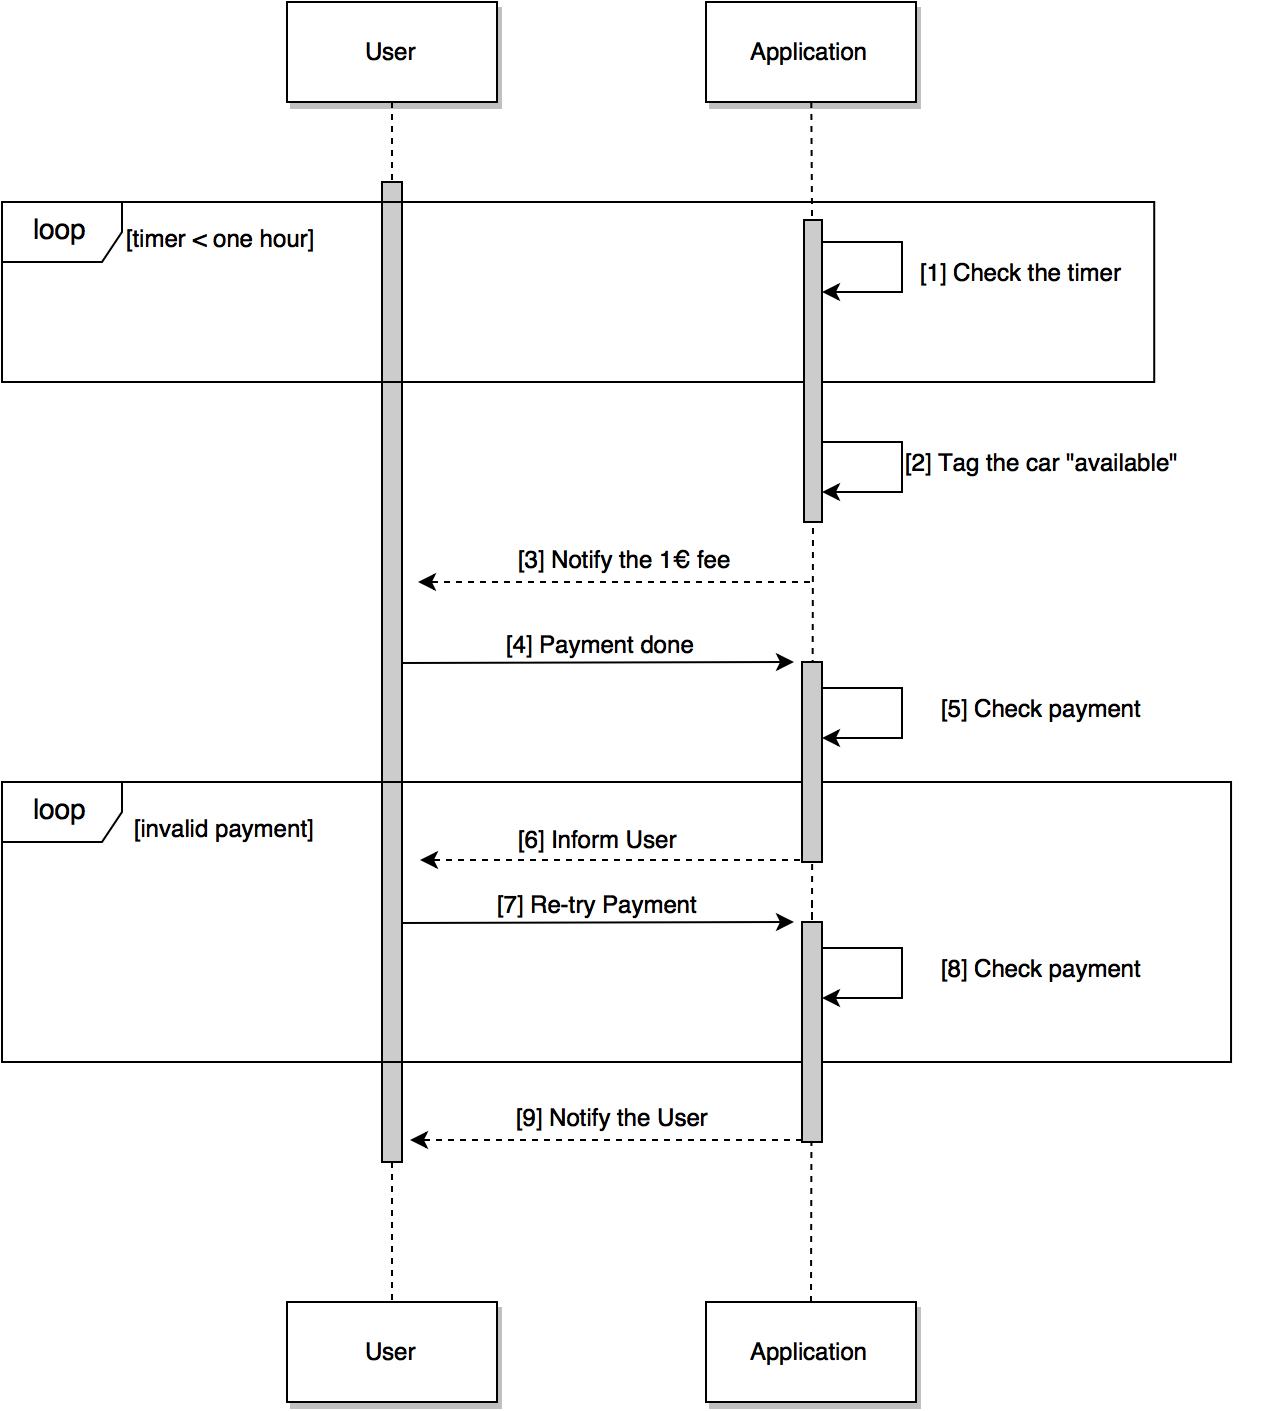 User
Application
loop
[timer < one hour]
[1] Check the timer
[2] Tag the car "available"
[3] Notify the 1€ fee
[4] Payment done
[5] Check payment
loop
[invalid payment]
[6] Inform User
[7] Re-try Payment
[8] Check payment
[9] Notify the User
User
Application